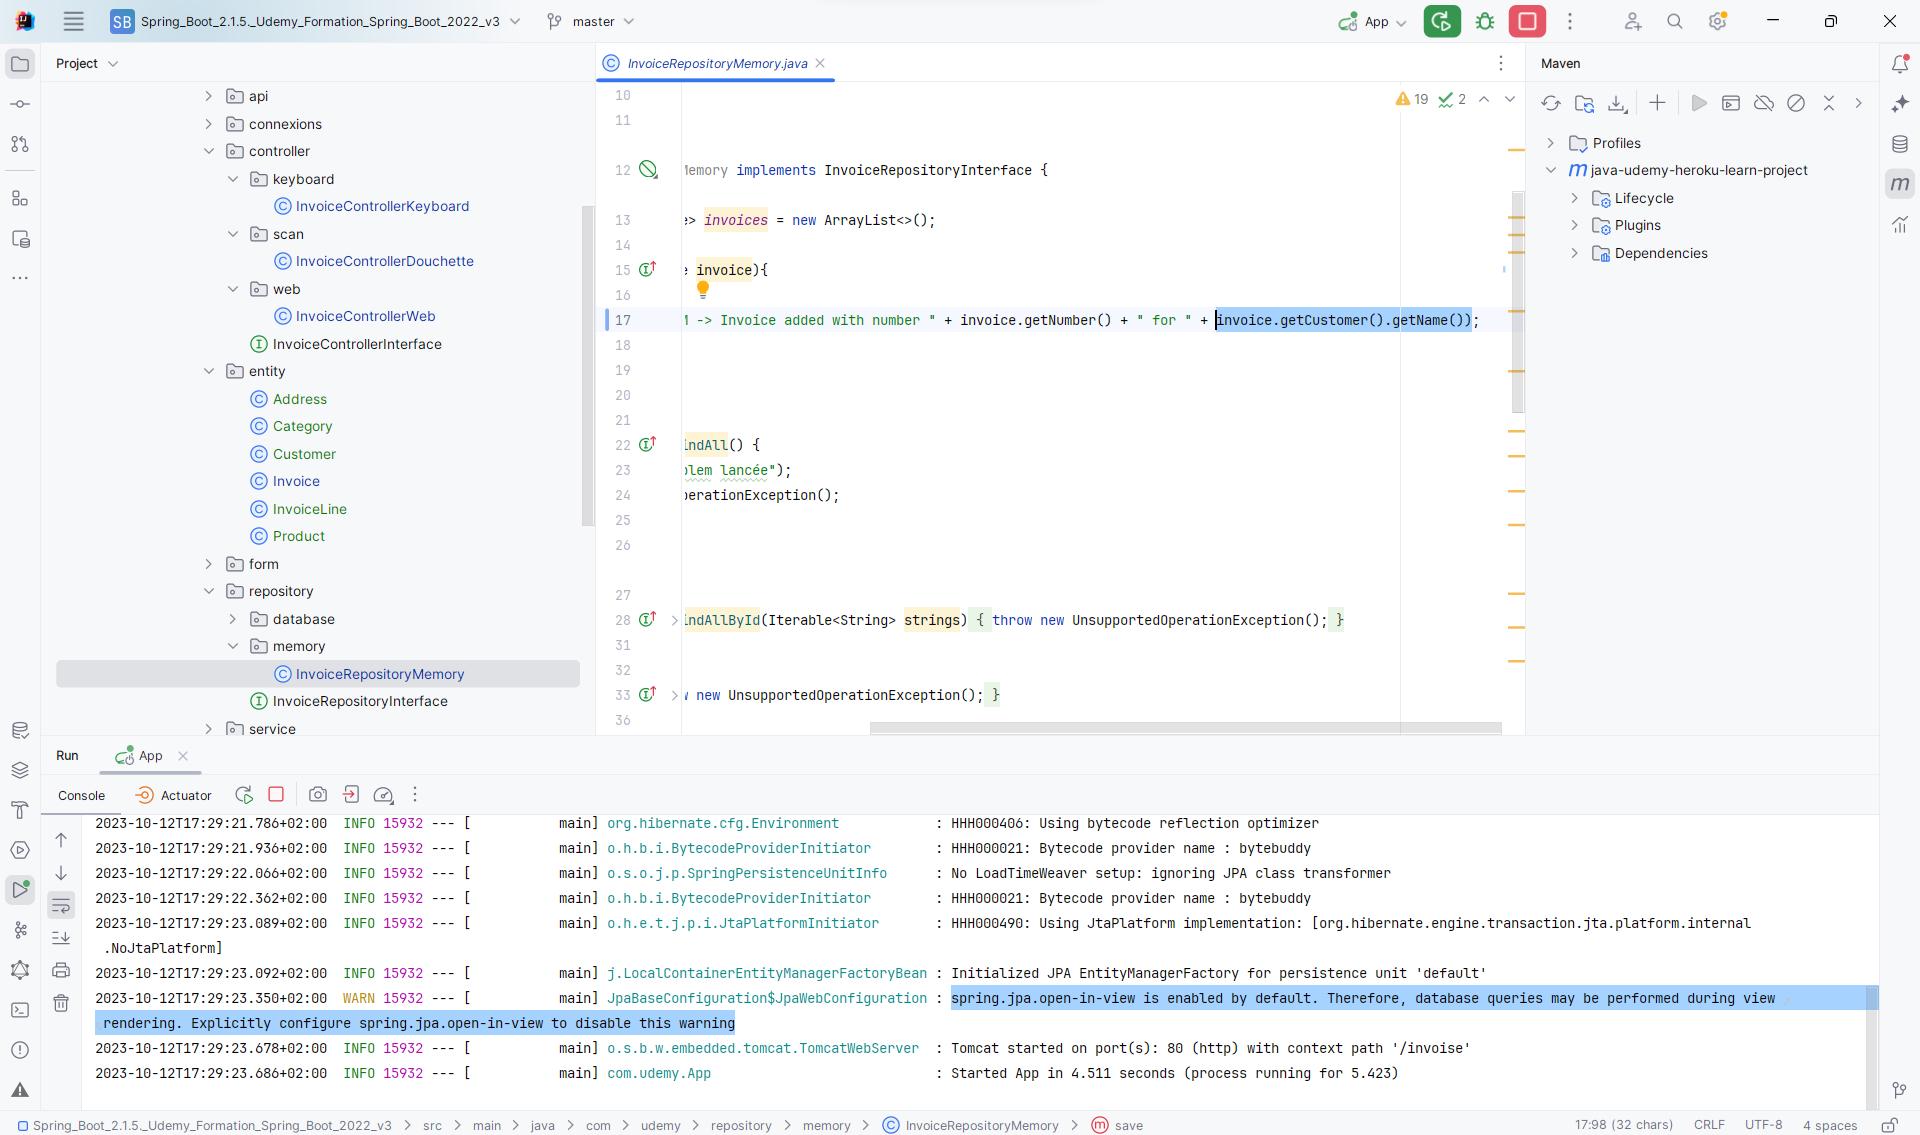 SB Spring_Boot_2.1.5._Udemy_Formation_Spring_Boot_2022_v3 master App
Project
api
connexions
controller
keyboard
InvoiceControllerKeyboard
scan
InvoiceControllerDouchette
web
InvoiceControllerWeb
InvoiceControllerInterface
entity
Address
Category
Customer
Invoice
InvoiceLine
Product
form
repository
database
memory
InvoiceRepositoryMemory
InvoiceRepositoryInterface
service
InvoiceRepositoryMemory.java
19 2
10
11
12 Memory implements InvoiceRepositoryInterface {
13 e> invoices = new ArrayList<>();
14
15 e invoice){
16
17 M -> Invoice added with number " + invoice.getNumber() + " for " + invoice.getCustomer().getName());
18
19
20
21
22 indAll() {
23 blem lancée");
24 perationException();
25
26
27
28 indAllById(Iterable<String> strings) { throw new UnsupportedOperationException(); }
31
32
33 w new UnsupportedOperationException(); }
36
Maven
Profiles
java-udemy-heroku-learn-project
Lifecycle
Plugins
Dependencies
Run App
Console Actuator
2023-10-12T17:29:21.786+02:00 INFO 15932 --- [ main] org.hibernate.cfg.Environment : HHH000406: Using bytecode reflection optimizer
2023-10-12T17:29:21.936+02:00 INFO 15932 --- [ main] o.h.b.i.BytecodeProviderInitiator : HHH000021: Bytecode provider name : bytebuddy
2023-10-12T17:29:22.066+02:00 INFO 15932 --- [ main] o.s.o.j.p.SpringPersistenceUnitInfo : No LoadTimeWeaver setup: ignoring JPA class transformer
2023-10-12T17:29:22.362+02:00 INFO 15932 --- [ main] o.h.b.i.BytecodeProviderInitiator : HHH000021: Bytecode provider name : bytebuddy
2023-10-12T17:29:23.089+02:00 INFO 15932 --- [ main] o.h.e.t.j.p.i.JtaPlatformInitiator : HHH000490: Using JtaPlatform implementation: [org.hibernate.engine.transaction.jta.platform.internal
.NoJtaPlatform]
2023-10-12T17:29:23.092+02:00 INFO 15932 --- [ main] j.LocalContainerEntityManagerFactoryBean : Initialized JPA EntityManagerFactory for persistence unit 'default'
2023-10-12T17:29:23.350+02:00 WARN 15932 --- [ main] JpaBaseConfiguration$JpaWebConfiguration : spring.jpa.open-in-view is enabled by default. Therefore, database queries may be performed during view
rendering. Explicitly configure spring.jpa.open-in-view to disable this warning
2023-10-12T17:29:23.678+02:00 INFO 15932 --- [ main] o.s.b.w.embedded.tomcat.TomcatWebServer : Tomcat started on port(s): 80 (http) with context path '/invoise'
2023-10-12T17:29:23.686+02:00 INFO 15932 --- [ main] com.udemy.App : Started App in 4.511 seconds (process running for 5.423)
Spring_Boot_2.1.5._Udemy_Formation_Spring_Boot_2022_v3 > src > main > java > com > udemy > repository > memory > InvoiceRepositoryMemory > save 17:98 (32 chars) CRLF UTF-8 4 spaces